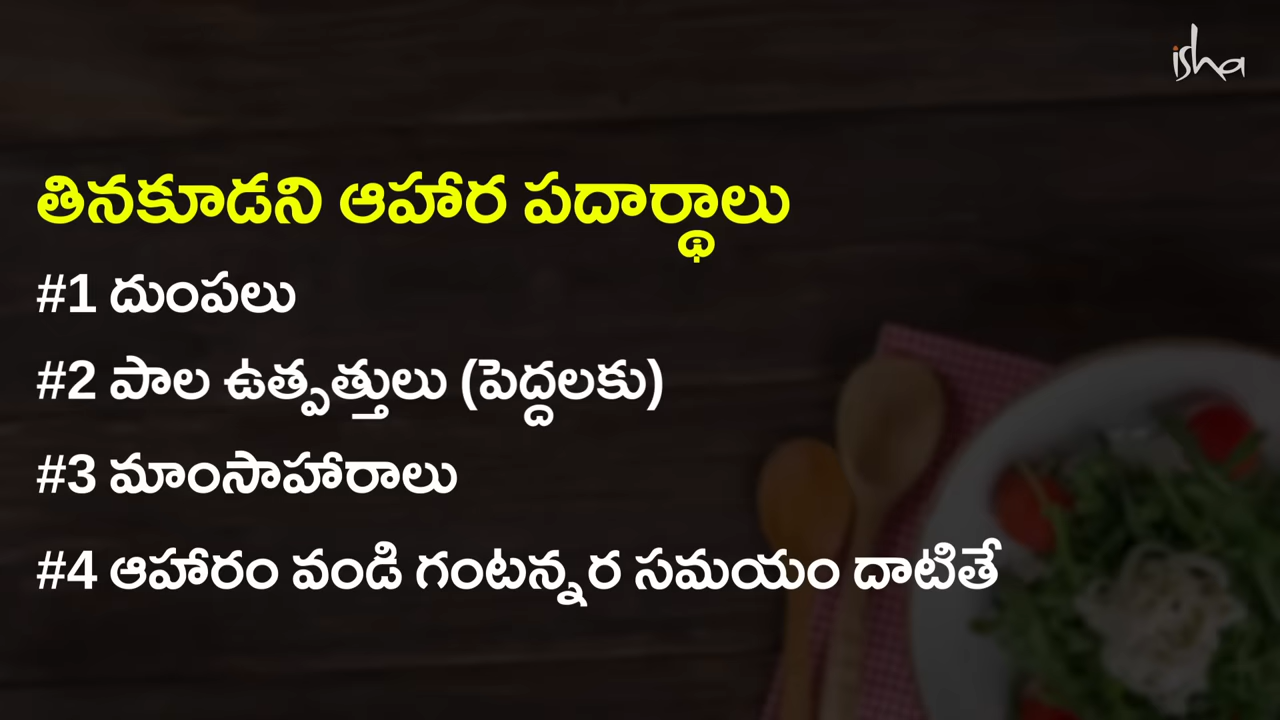 isha
తినకూడని ఆహార పదార్థాలు
#1 దుంపలు
#2 పాల ఉత్పత్తులు (పెద్దలకు)
#3 మాంసాహారాలు
#4 ఆహారం వండి గంటన్నర సమయం దాటితే